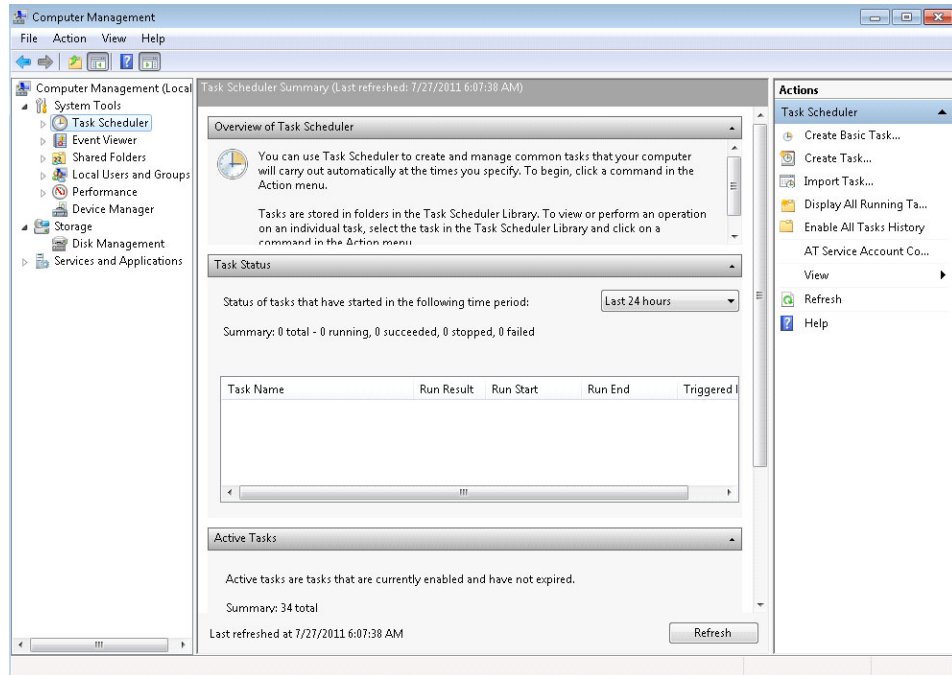 Computer Management
File Action View Help
Computer Management (Local
System Tools
Task Scheduler
Event Viewer
Shared Folders
Local Users and Groups
Performance
Device Manager
Storage
Disk Management
Services and Applications
Task Scheduler Summary (Last refreshed: 7/27/2011 6:07:38 AM)
Overview of Task Scheduler
You can use Task Scheduler to create and manage common tasks that your computer
will carry out automatically at the times you specify. To begin, click a command in the
Action menu.
Tasks are stored in folders in the Task Scheduler Library. To view or perform an operation
on an individual task, select the task in the Task Scheduler Library and click on a
command in the Action menu.
Task Status
Status of tasks that have started in the following time period: Last 24 hours
Summary: 0 total - 0 running, 0 succeeded, 0 stopped, 0 failed
Task Name Run Result Run Start Run End Triggered
Active Tasks
Active tasks are tasks that are currently enabled and have not expired.
Summary: 34 total
Last refreshed at 7/27/2011 6:07:38 AM Refresh
Actions
Task Scheduler
Create Basic Task...
Create Task...
Import Task...
Display All Running Ta...
Enable All Tasks History
AT Service Account Co...
View
Refresh
Help